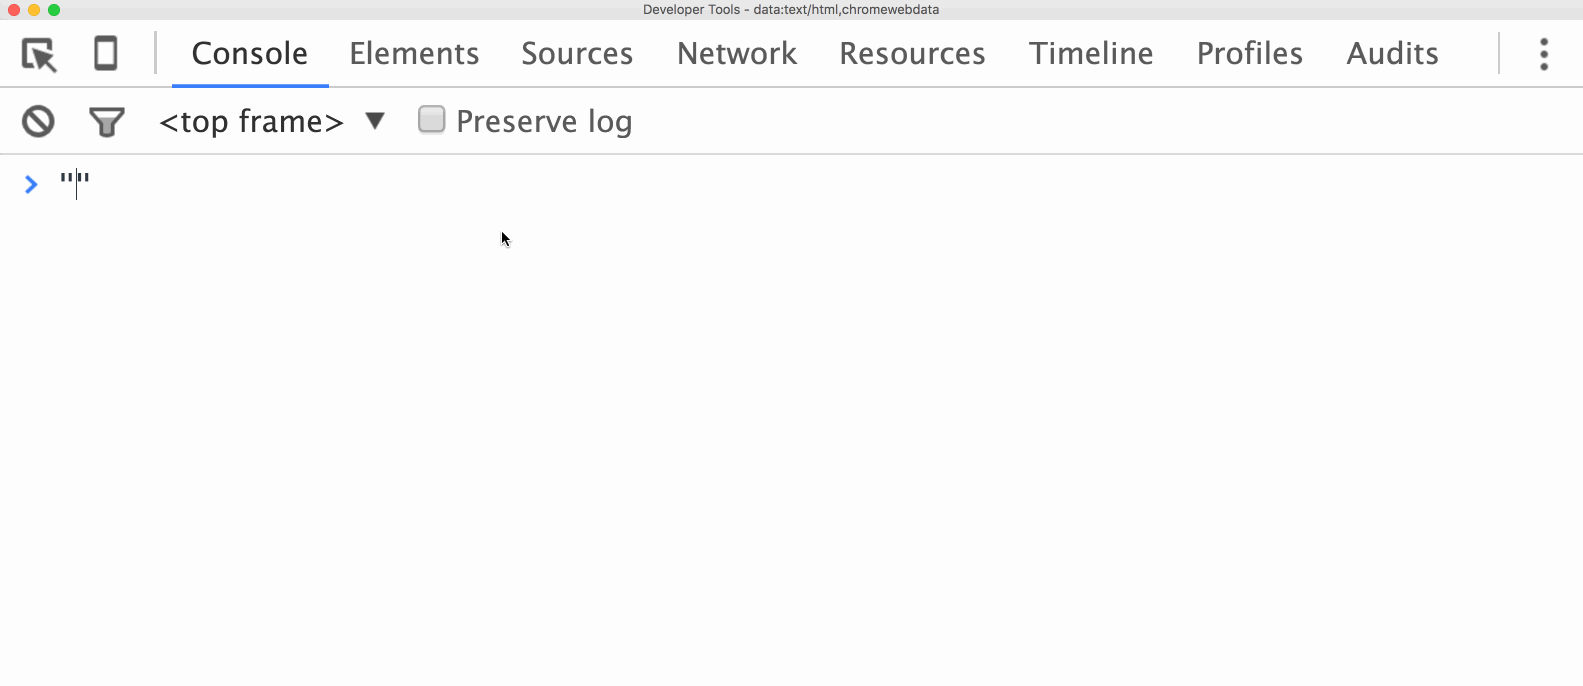 Developer Tools - data:text/html,chromewebdata
Console Elements Sources Network Resources Timeline Profiles Audits
<top frame> ▼ Preserve log
> ""